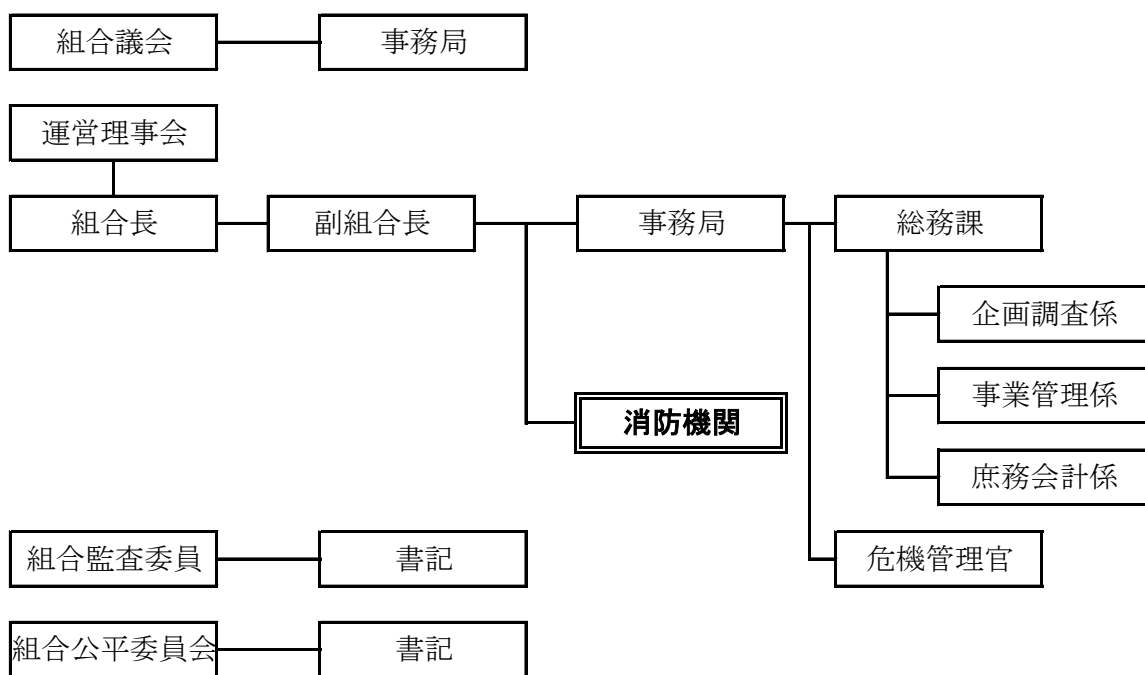 組合議会
事務局
運営理事会
組合長
副組合長
事務局
総務課
企画調査係
事業管理係
消防機関
庶務会計係
組合監査委員
書記
危機管理官
組合公平委員会
書記